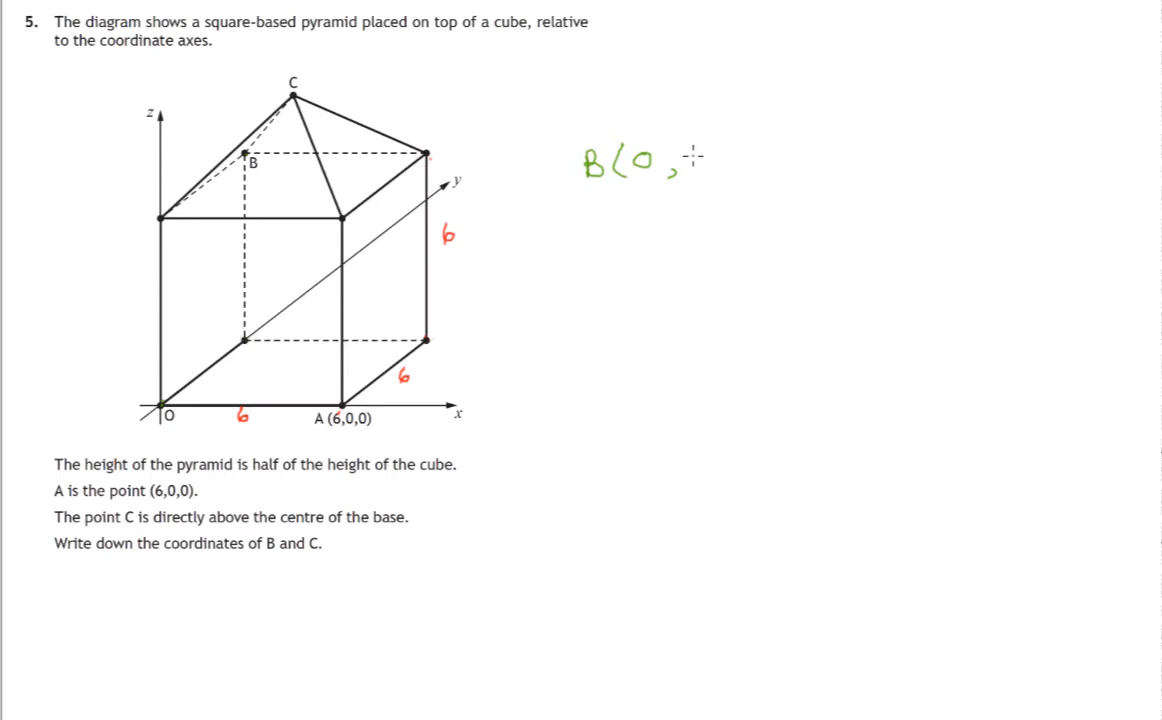 5. The diagram shows a square-based pyramid placed on top of a cube, relative
to the coordinate axes.
C
z
B
B(0,
y
6
6
O
6
A (6,0,0)
x
The height of the pyramid is half of the height of the cube.
A is the point (6,0,0).
The point C is directly above the centre of the base.
Write down the coordinates of B and C.